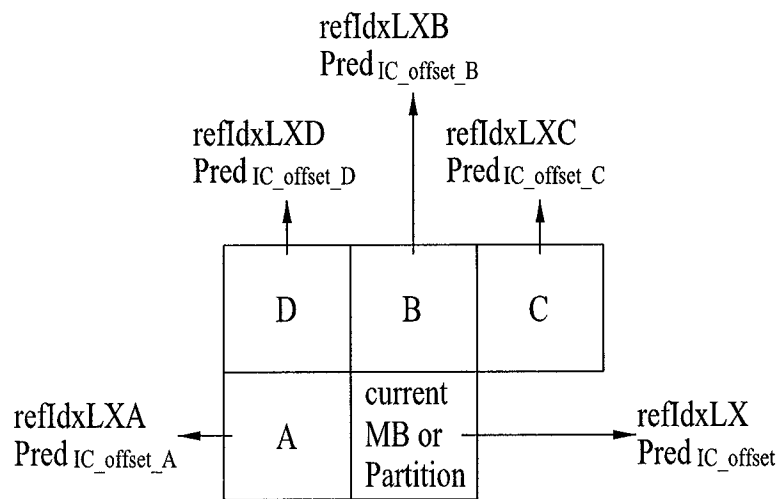 refIdxLXB
Pred IC_offset_B
refIdxLXD
Pred IC_offset_D
refIdxLXC
Pred IC_offset_C
D
B
C
refIdxLXA
Pred IC_offset_A
A
current
MB or
Partition
refIdxLX
Pred IC_offset